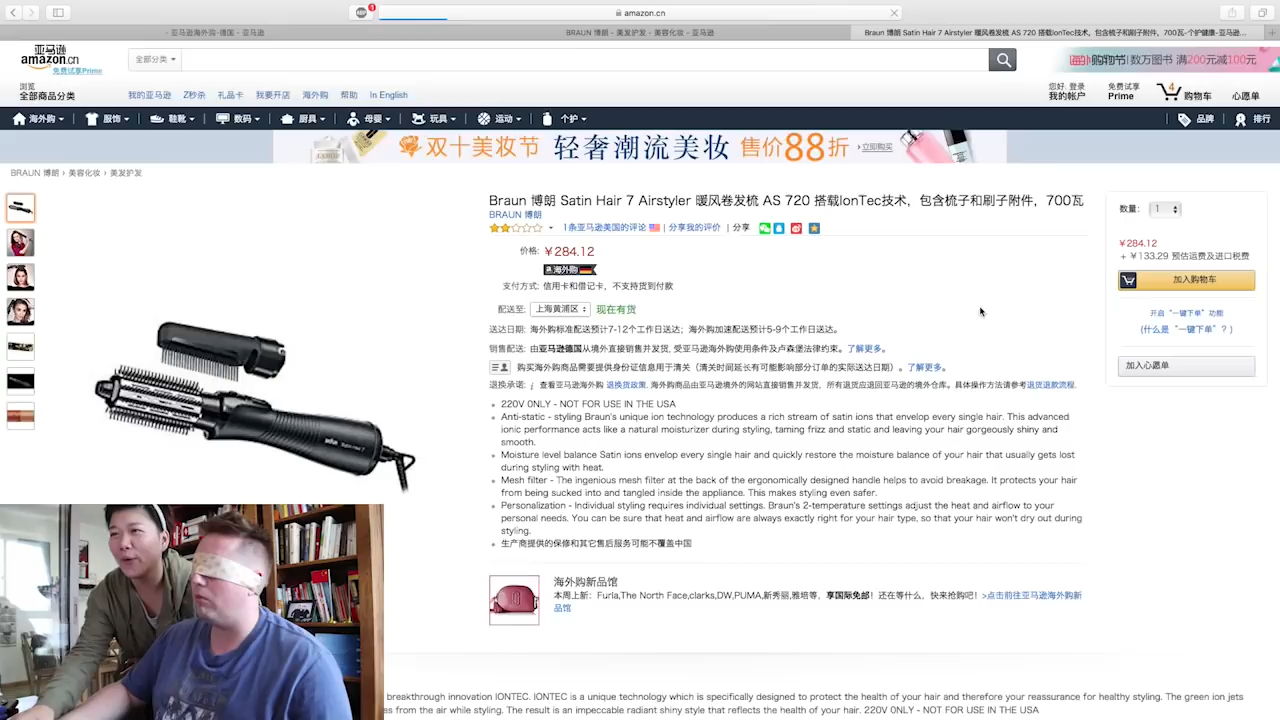 1
amazon.cn
- 亚马逊海外购-德国 - 亚马逊
BRAUN 博朗 - 美发护发 - 美容化妆 - 亚马逊
Braun 博朗 Satin Hair 7 Airstyler 暖风卷发梳 AS 720 搭载IonTec技术，包含梳子和刷子附件，700瓦-个护健康-亚马逊...
亚马逊
amazon.cn
免费试享Prime
全部分类
购物节 数万图书 满200元减100元
浏览
全部商品分类
我的亚马逊 Z秒杀 礼品卡 我要开店 海外购 帮助 In English
您好, 登录
我的帐户
免费试享
Prime
4
购物车
心愿单
海外购 服饰 鞋靴 数码 厨具 母婴 玩具 运动 个护 品牌 排行
双十美妆节 轻奢潮流美妆 售价88折 ›立即购买
BRAUN 博朗 › 美容化妆 › 美发护发
Braun 博朗 Satin Hair 7 Airstyler 暖风卷发梳 AS 720 搭载IonTec技术，包含梳子和刷子附件，700瓦
BRAUN 博朗
1条亚马逊美国的评论 | 分享我的评价 | 分享
价格: ￥284.12
海外购
支付方式: 信用卡和借记卡，不支持货到付款
配送至: 上海黄浦区 现在有货
送达日期: 海外购标准配送预计7-12个工作日送达；海外购加速配送预计5-9个工作日送达。
销售配送: 由亚马逊德国从境外直接销售并发货, 受亚马逊海外购使用条件及卢森堡法律约束。了解更多。
购买海外购商品需要提供身份证信息用于清关（清关时间延长有可能影响部分订单的实际送达日期）。了解更多。
退换承诺: 查看亚马逊海外购 退换货政策. 海外购商品由亚马逊境外的网站直接销售并发货，所有退货应退回亚马逊的境外仓库。具体操作方法请参考退货退款流程.
220V 0NLY - NOT FOR USE IN THE USA
Anti-static - styling Braun's unique ion technology produces a rich stream of satin ions that envelop every single hair. This advanced
ionic performance acts like a natural moisturizer during styling, taming frizz and static and leaving your hair gorgeously shiny and
smooth.
Moisture level balance Satin ions envelop every single hair and quickly restore the moisture balance of your hair that usually gets lost
during styling with heat.
Mesh filter - The ingenious mesh filter at the back of the ergonomically designed handle helps to avoid breakage. It protects your hair
from being sucked into and tangled inside the appliance. This makes styling even safer.
Personalization - Individual styling requires individual settings. Braun's 2-temperature settings adjust the heat and airflow to your
personal needs. You can be sure that heat and airflow are always exactly right for your hair type, so that your hair won't dry out during
styling.
生产商提供的保修和其它售后服务可能不覆盖中国
数量: 1
￥284.12
+ ￥133.29 预估运费及进口税费
加入购物车
开启“一键下单”功能
(什么是“一键下单”？)
加入心愿单
海外购新品馆
本周上新：Furla,The North Face,clarks,DW,PUMA,新秀丽,雅培等，享国际免邮！还在等什么，快来抢购吧！>点击前往亚马逊海外购新
品馆
breakthrough innovation IONTEC. IONTEC is a unique technology which is specifically designed to protect the health of your hair and therefore your reassurance for healthy styling. The green ion jets
s from the air while styling. The result is an impeccable radiant shiny style that reflects the health of your hair. 220V 0NLY - NOT FOR USE IN THE USA